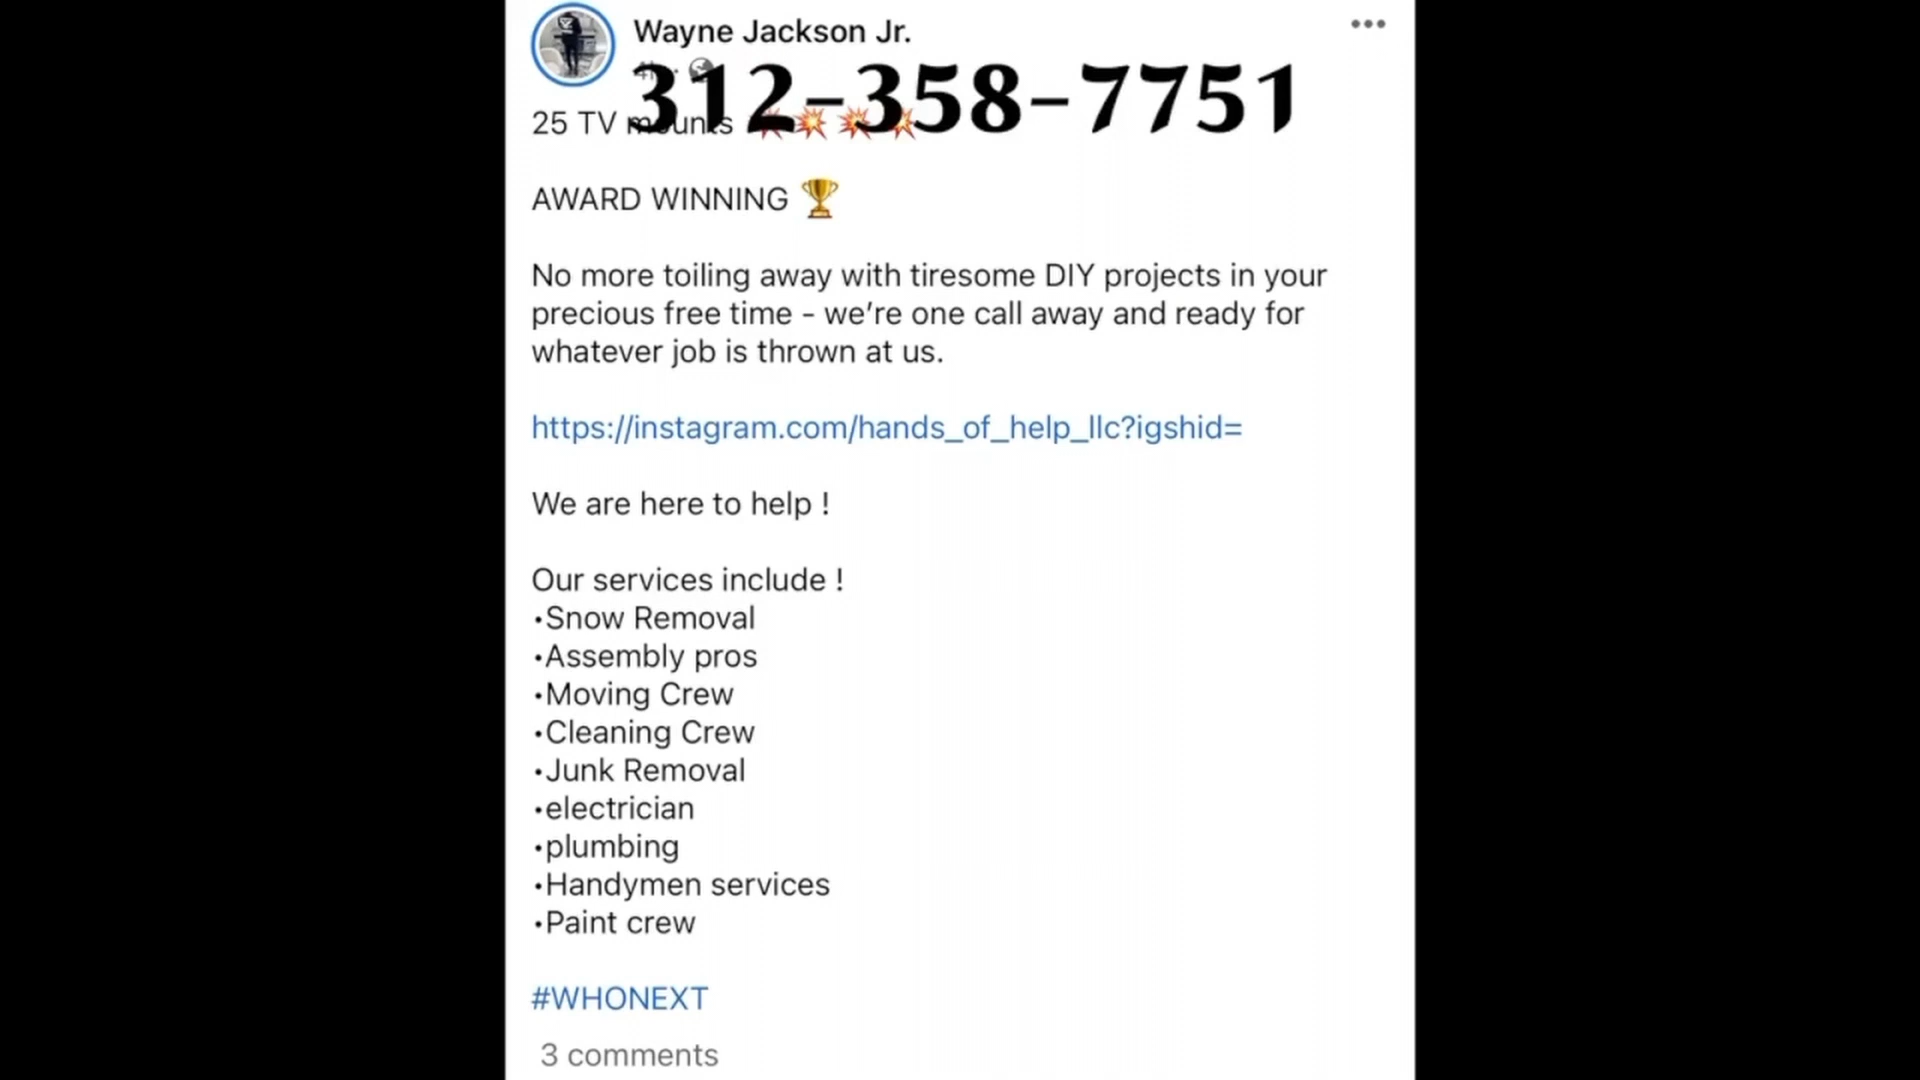 Wayne Jackson Jr.
312-358-7751
25 TV mounts 💥💥💥💥
AWARD WINNING 🏆
No more toiling away with tiresome DIY projects in your
precious free time - we're one call away and ready for
whatever job is thrown at us.
https://instagram.com/hands_of_help_llc?igshid=
We are here to help !
Our services include !
•Snow Removal
•Assembly pros
•Moving Crew
•Cleaning Crew
•Junk Removal
•electrician
•plumbing
•Handymen services
•Paint crew
#WHONEXT
3 comments